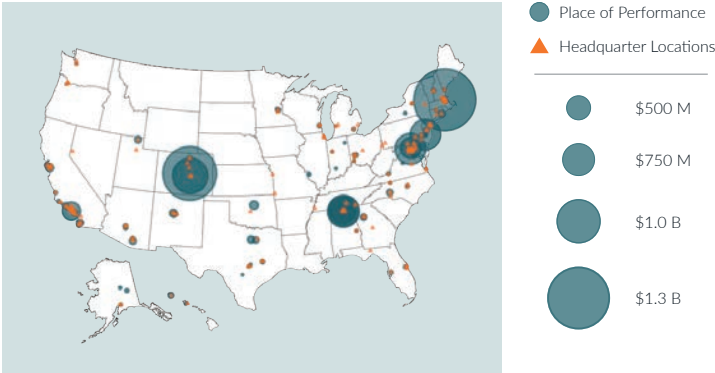 Place of Performance
Headquarter Locations
$500 M
$750 M
$1.0 B
$1.3 B